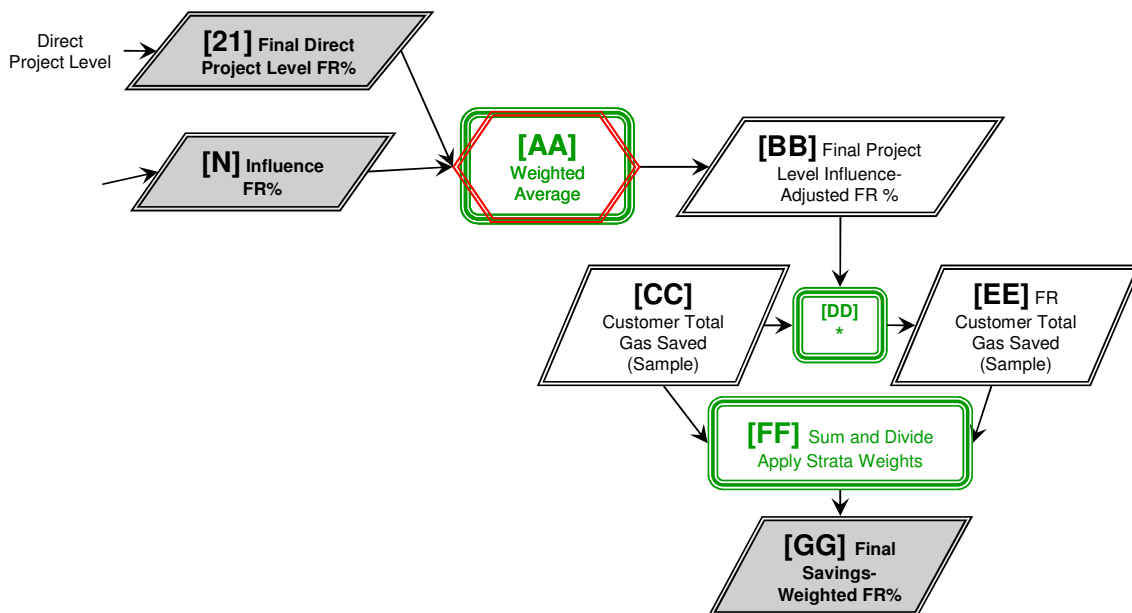 Direct
Project Level
[21] Final Direct
Project Level FR%
[N] Influence
FR%
[AA]
Weighted
Average
[BB] Final Project
Level Influence-
Adjusted FR %
[CC]
Customer Total
Gas Saved
(Sample)
[DD]
*
[EE] FR
Customer Total
Gas Saved
(Sample)
[FF] Sum and Divide
Apply Strata Weights
[GG] Final
Savings-
Weighted FR%